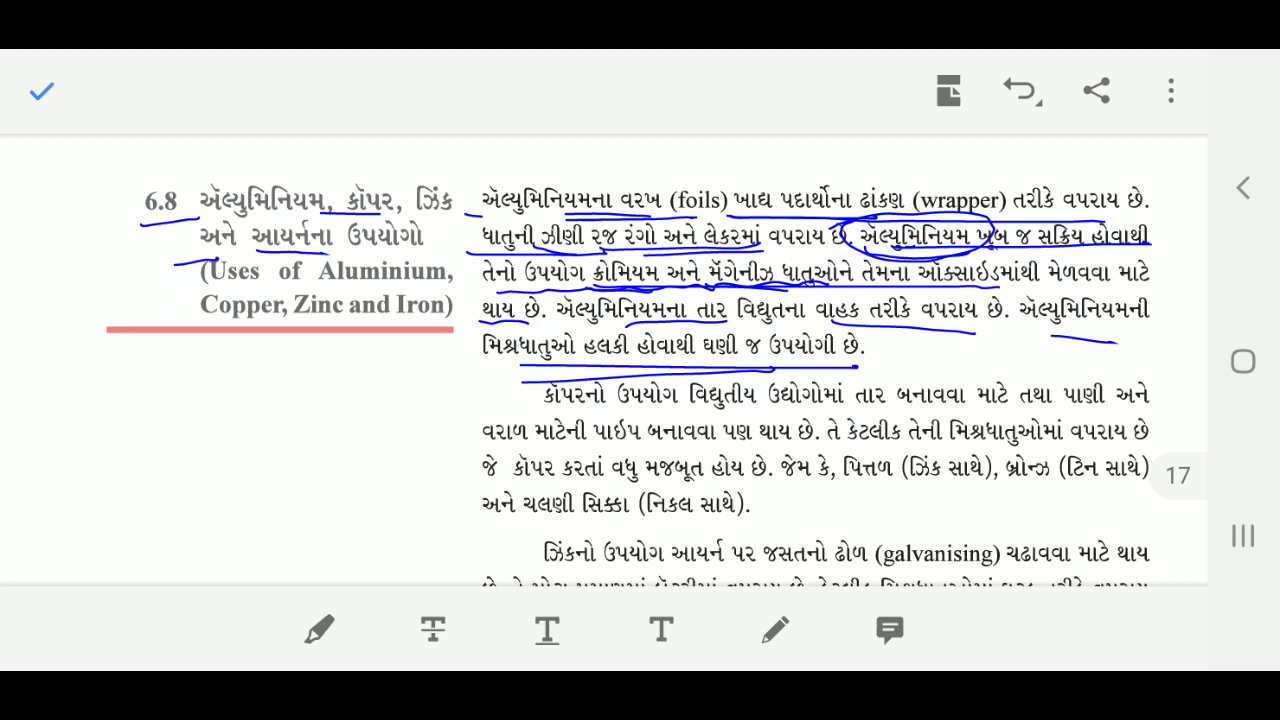 6.8 ઍલ્યુમિનિયમ, કૉપર, ઝિંક
અને આયર્નના ઉપયોગો
(Uses of Aluminium,
Copper, Zinc and Iron)
ઍલ્યુમિનિયમના વરખ (foils) ખાદ્ય પદાર્થોના ઢાંકણ (wrapper) તરીકે વપરાય છે.
ધાતુની ઝીણી રજ રંગો અને લેકરમાં વપરાય છે. ઍલ્યુમિનિયમ ખૂબ જ સક્રિય હોવાથી
તેનો ઉપયોગ ક્રોમિયમ અને મૅંગેનીઝ ધાતુઓને તેમના ઑક્સાઇડમાંથી મેળવવા માટે
થાય છે. ઍલ્યુમિનિયમના તાર વિદ્યુતના વાહક તરીકે વપરાય છે. ઍલ્યુમિનિયમની
મિશ્રધાતુઓ હલકી હોવાથી ઘણી જ ઉપયોગી છે.
કૉપરનો ઉપયોગ વિદ્યુતીય ઉદ્યોગોમાં તાર બનાવવા માટે તથા પાણી અને
વરાળ માટેની પાઇપ બનાવવા પણ થાય છે. તે કેટલીક તેની મિશ્રધાતુઓમાં વપરાય છે
જે કૉપર કરતાં વધુ મજબૂત હોય છે. જેમ કે, પિત્તળ (ઝિંક સાથે), બ્રોન્ઝ (ટિન સાથે)
અને ચલણી સિક્કા (નિકલ સાથે).
17
ઝિંકનો ઉપયોગ આયર્ન પર જસતનો ઢોળ (galvanising) ચઢાવવા માટે થાય